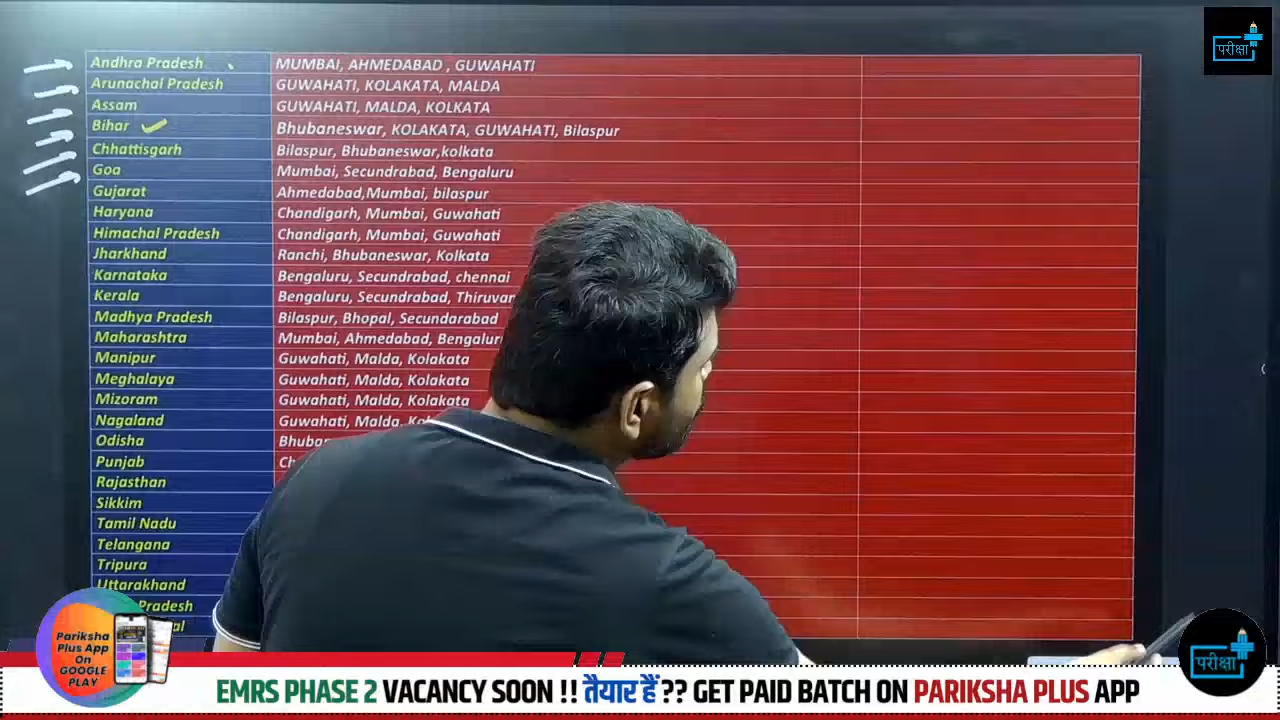 परीक्षा
Andhra Pradesh MUMBAI, AHMEDABAD , GUWAHATI
Arunachal Pradesh GUWAHATI, KOLAKATA, MALDA
Assam GUWAHATI, MALDA, KOLKATA
Bihar Bhubaneswar, KOLAKATA, GUWAHATI, Bilaspur
Chhattisgarh Bilaspur, Bhubaneswar,kolkata
Goa Mumbai, Secundrabad, Bengaluru
Gujarat Ahmedabad,Mumbai, bilaspur
Haryana Chandigarh, Mumbai, Guwahati
Himachal Pradesh Chandigarh, Mumbai, Guwahati
Jharkhand Ranchi, Bhubaneswar, Kolkata
Karnataka Bengaluru, Secundrabad, chennai
Kerala Bengaluru, Secundrabad,
Madhya Pradesh Bilaspur, Bhopal, Secundarabad
Maharashtra Mumbai, Ahmedabad,
Manipur Guwahati, Malda, Kolakata
Meghalaya Guwahati, Malda, Kolakata
Mizoram Guwahati, Malda, Kolakata
Nagaland Guwahati, Malda,
Odisha
Punjab
Rajasthan
Sikkim
Tamil Nadu
Telangana
Tripura
Uttarakhand
Pradesh
Pariksha
Plus App
On
GOOGLE
PLAY
EMRS PHASE 2 VACANCY SOON !! तैयार हैं ?? GET PAID BATCH ON PARIKSHA PLUS APP
परीक्षा